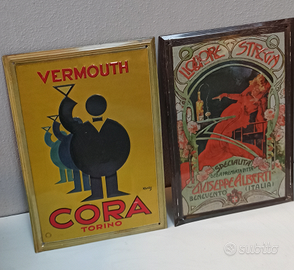 VERMOUTH
CORA
TORINO
LIQUORE STREGA
SPECIALITÀ
GIUSEPPE ALBERTI
BENEVENTO ITALIA
subito